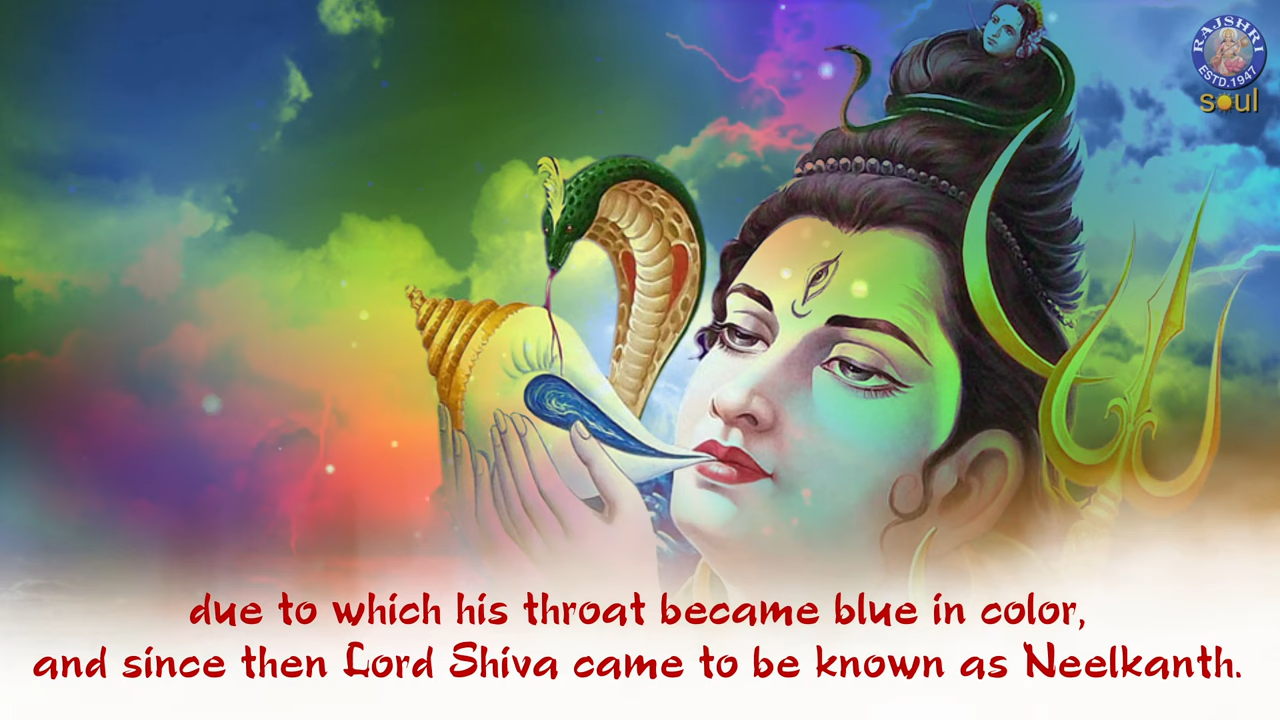 RAJSHRI
ESTD.1947
soul
due to which his throat became blue in color,
and since then Lord Shiva came to be known as Neelkanth.